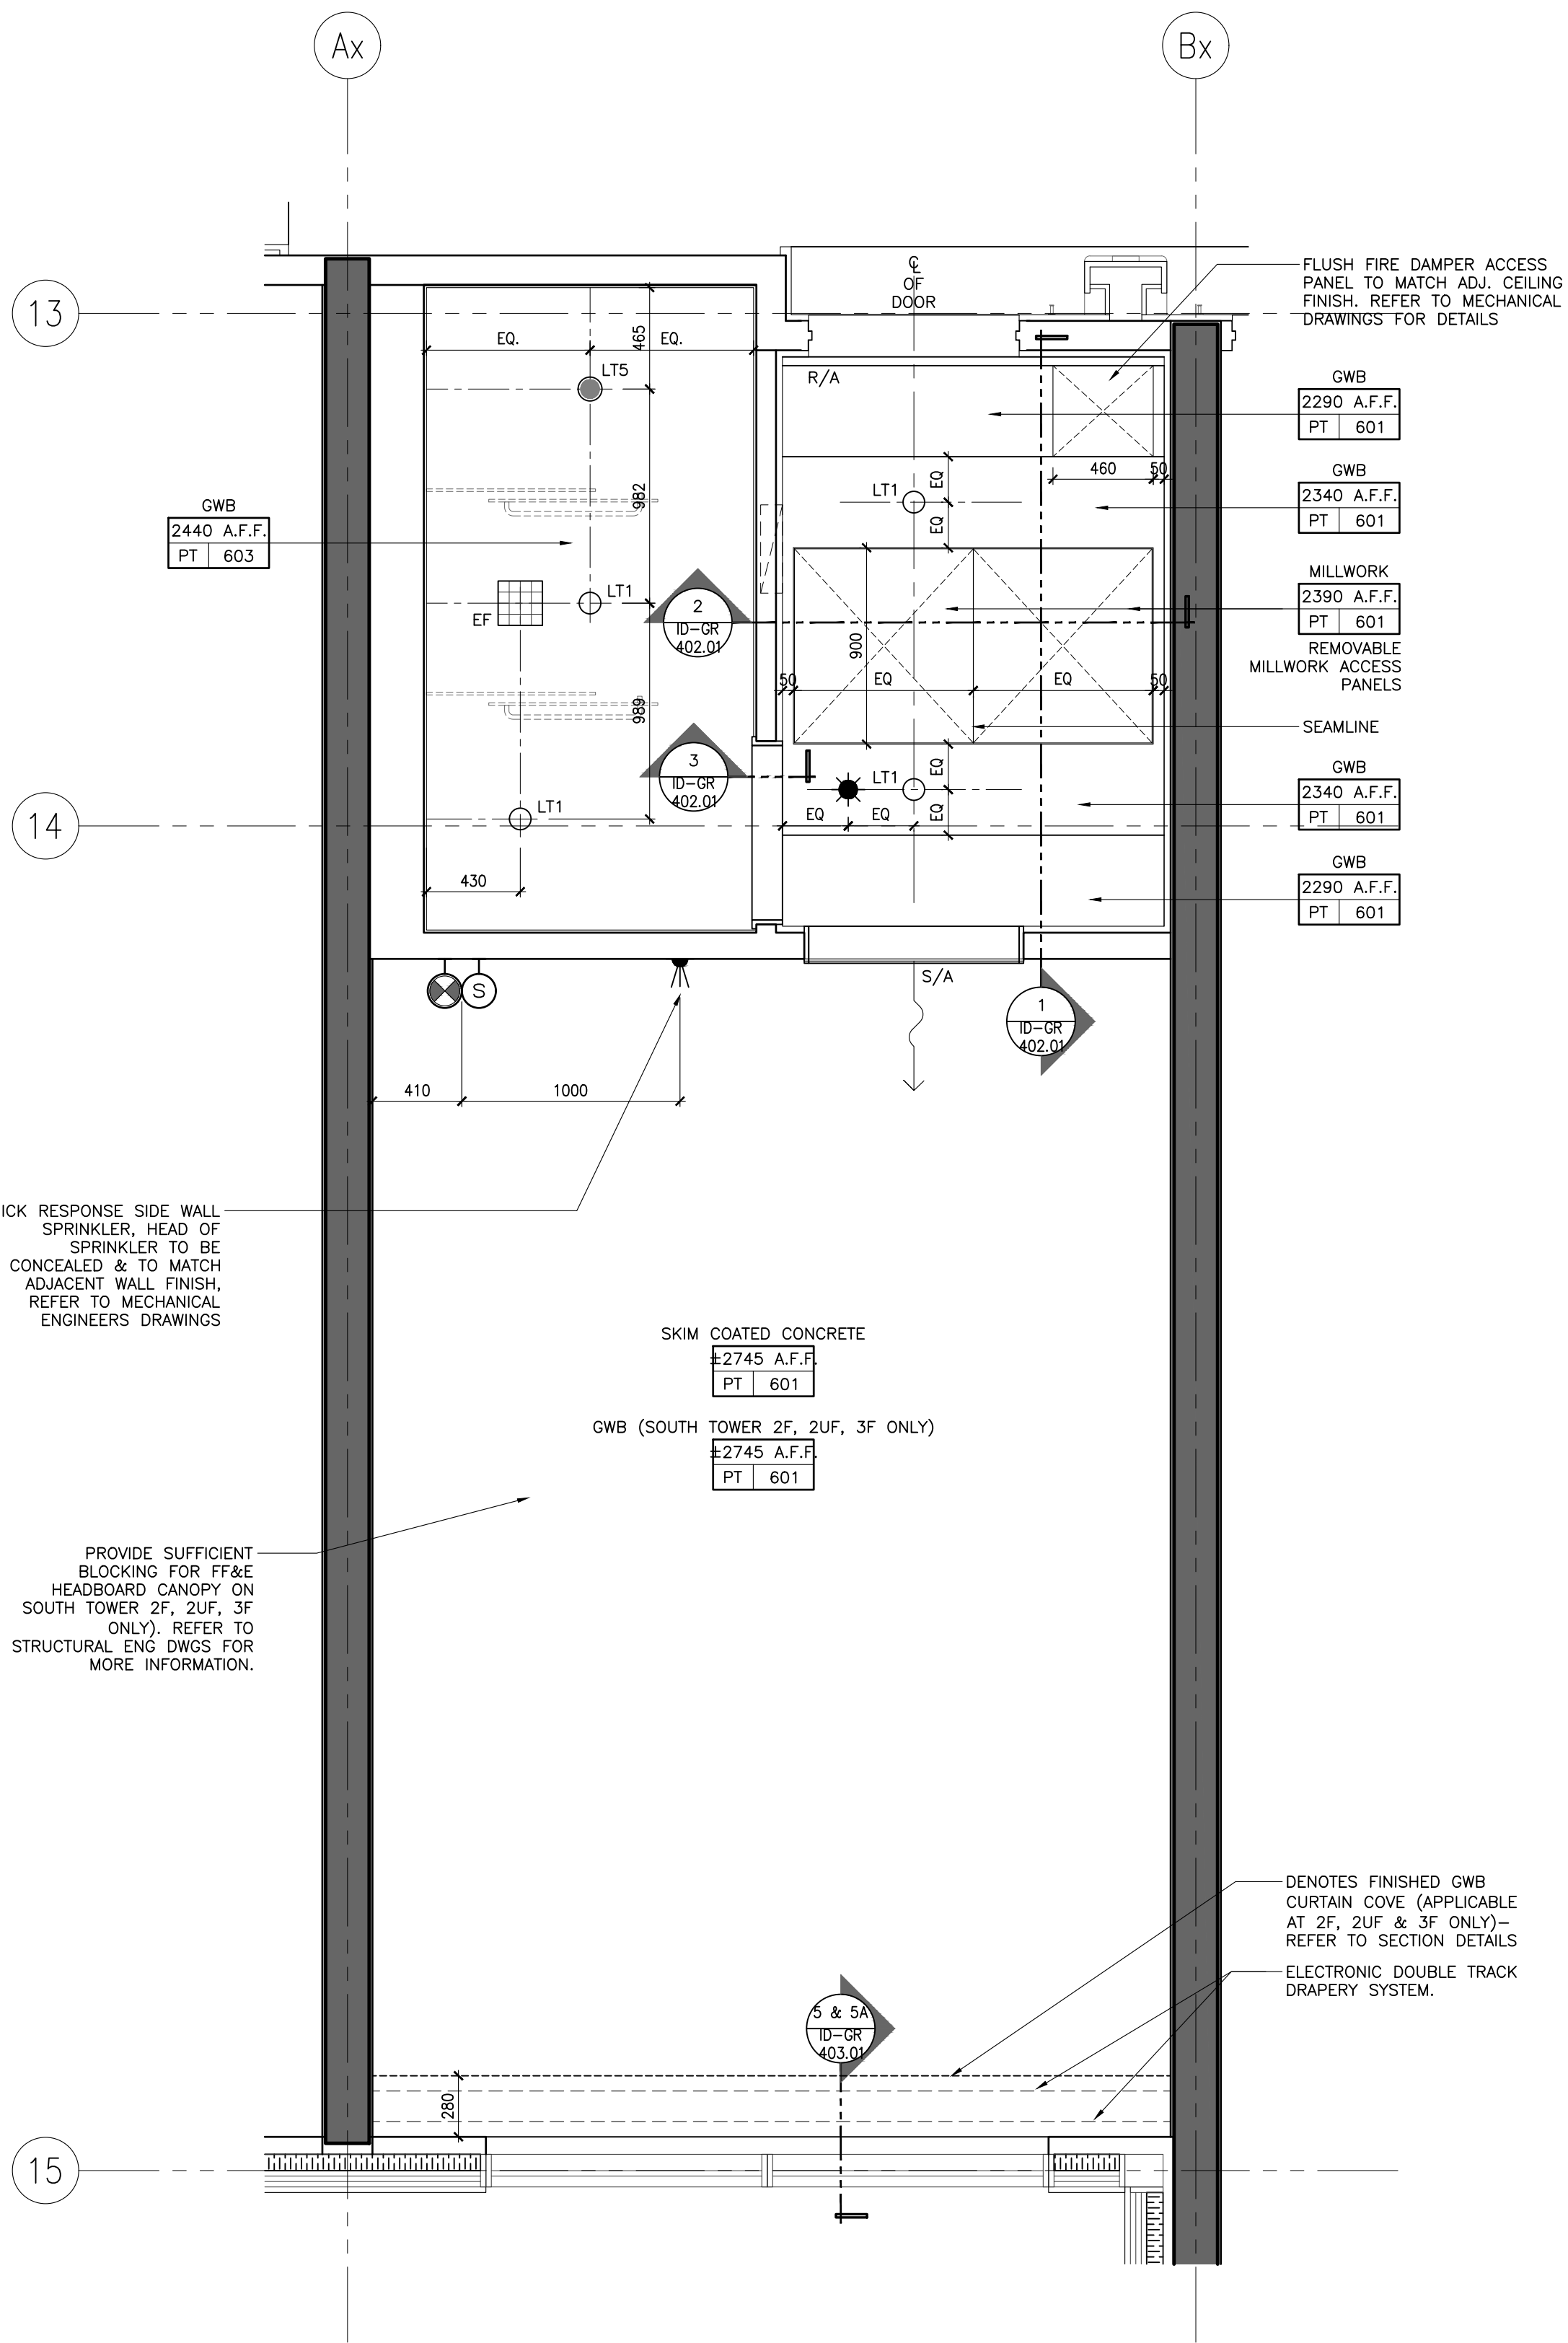 Ax
Bx
13
14
15
℄
OF
DOOR
FLUSH FIRE DAMPER ACCESS
PANEL TO MATCH ADJ. CEILING
FINISH. REFER TO MECHANICAL
DRAWINGS FOR DETAILS
EQ.
EQ.
465
LT5
R/A
GWB
2290 A.F.F.
PT 601
460
50
GWB
2340 A.F.F.
PT 601
EQ
LT1
EQ
982
GWB
2440 A.F.F.
PT 603
MILLWORK
2390 A.F.F.
PT 601
REMOVABLE
MILLWORK ACCESS
PANELS
LT1
EF
2
ID-GR
402.01
900
50
EQ
EQ
50
989
SEAMLINE
3
ID-GR
402.01
LT1
EQ
EQ
EQ
EQ
GWB
2340 A.F.F.
PT 601
LT1
430
GWB
2290 A.F.F.
PT 601
S
S/A
1
ID-GR
402.01
410
1000
ICK RESPONSE SIDE WALL
SPRINKLER, HEAD OF
SPRINKLER TO BE
CONCEALED & TO MATCH
ADJACENT WALL FINISH,
REFER TO MECHANICAL
ENGINEERS DRAWINGS
SKIM COATED CONCRETE
±2745 A.F.F.
PT 601
GWB (SOUTH TOWER 2F, 2UF, 3F ONLY)
±2745 A.F.F.
PT 601
PROVIDE SUFFICIENT
BLOCKING FOR FF&E
HEADBOARD CANOPY ON
SOUTH TOWER 2F, 2UF, 3F
ONLY). REFER TO
STRUCTURAL ENG DWGS FOR
MORE INFORMATION.
DENOTES FINISHED GWB
CURTAIN COVE (APPLICABLE
AT 2F, 2UF & 3F ONLY)-
REFER TO SECTION DETAILS
ELECTRONIC DOUBLE TRACK
DRAPERY SYSTEM.
5 & 5A
ID-GR
403.01
280